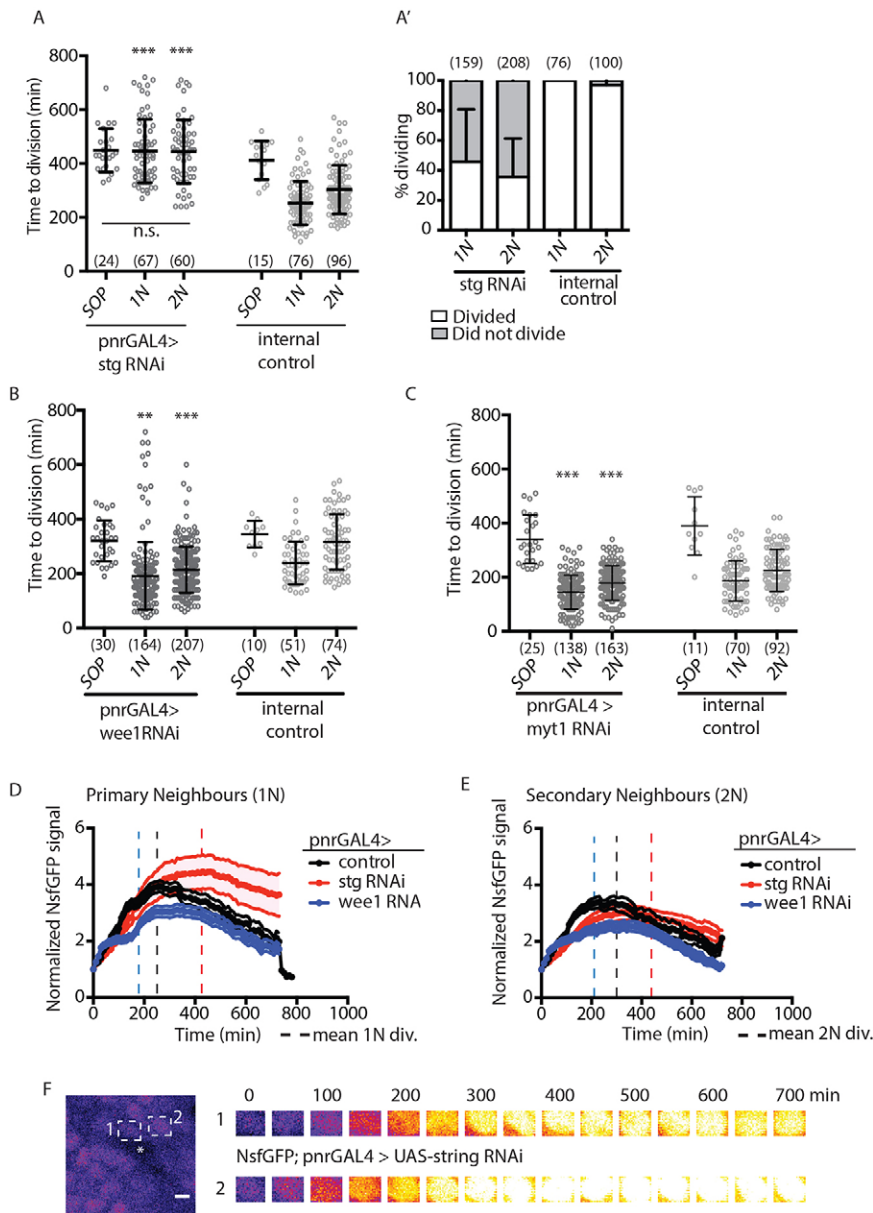 A
A'
Time to division (min)
800
600
400
200
0
*** ***
n.s.
(24) (67) (60) (15) (76) (96)
SOP 1N 2N SOP 1N 2N
pnrGAL4>
stg RNAi
internal
control
(159) (208) (76) (100)
% dividing
100
80
60
40
20
0
1N 2N 1N 2N
stg RNAi
internal
control
Divided
Did not divide
B
Time to division (min)
800
600
400
200
0
** ***
(30) (164) (207) (10) (51) (74)
SOP 1N 2N SOP 1N 2N
pnrGAL4>
wee1RNAi
internal
control
C
Time to division (min)
800
600
400
200
0
*** ***
(25) (138) (163) (11) (70) (92)
SOP 1N 2N SOP 1N 2N
pnrGAL4 >
myt1 RNAi
internal
control
D
Primary Neighbours (1N)
Normalized NsfGFP signal
6
4
2
0
0 200 400 600 800 1000
Time (min)
pnrGAL4>
control
stg RNAi
wee1 RNA
mean 1N div.
E
Secondary Neighbours (2N)
Normalized NsfGFP signal
6
4
2
0
0 200 400 600 800 1000
Time (min)
pnrGAL4>
control
stg RNAi
wee1 RNAi
mean 2N div.
F
1
2
*
0 100 200 300 400 500 600 700 min
1
NsfGFP; pnrGAL4 > UAS-string RNAi
2